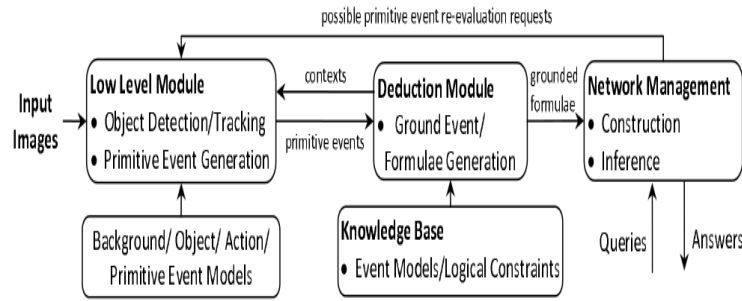 possible primitive event re-evaluation requests
Input
Images
Low Level Module
• Object Detection/Tracking
• Primitive Event Generation
contexts
primitive events
Deduction Module
• Ground Event/
Formulae Generation
grounded
formulae
Network Management
• Construction
• Inference
Background/ Object/ Action/
Primitive Event Models
Knowledge Base
• Event Models/Logical Constraints
Queries
Answers